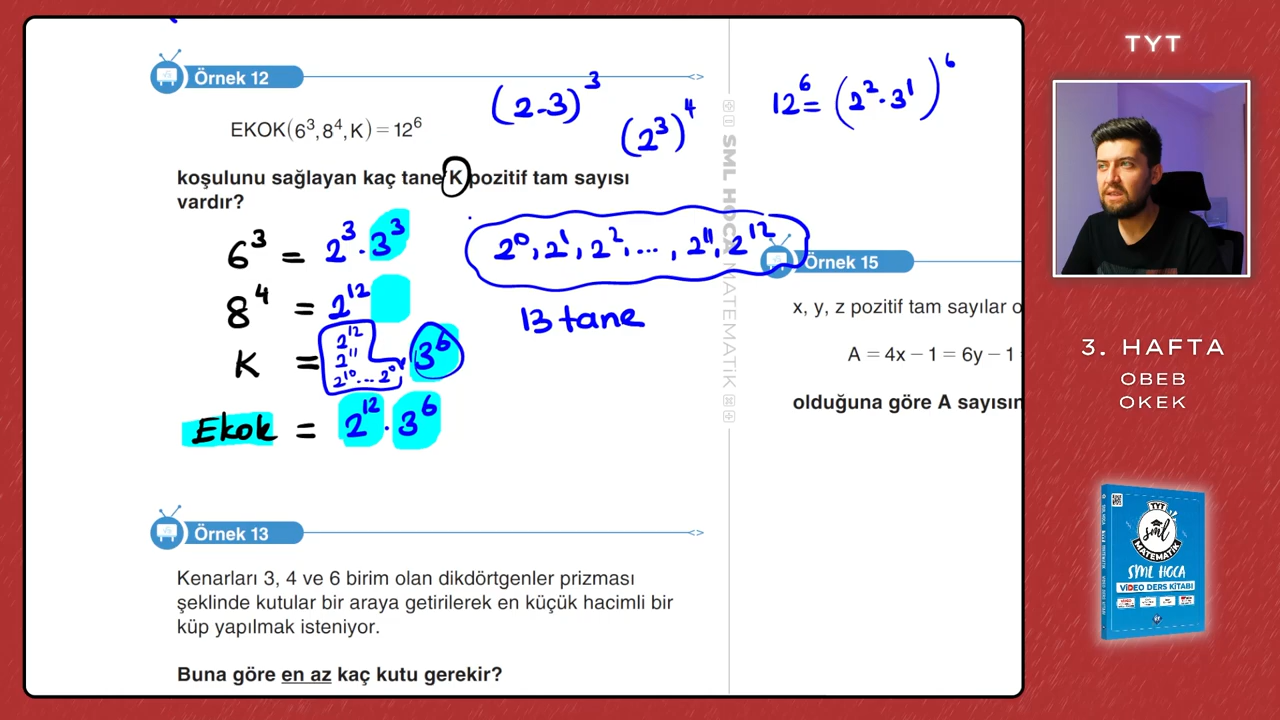 Örnek 12
EKOK(6³,8⁴,K) = 12⁶
koşulunu sağlayan kaç tane K pozitif tam sayısı
vardır?
(2-3)³
(2³)⁴
6³ = 2³ · 3³
8⁴ = 2¹²
K = 2¹²
2¹¹
2¹⁰ ... 2⁰ · 3⁶
Ekok = 2¹² · 3⁶
2⁰, 2¹, 2², ..., 2¹¹, 2¹²
13 tane
Örnek 13
Kenarları 3, 4 ve 6 birim olan dikdörtgenler prizması
şeklinde kutular bir araya getirilerek en küçük hacimli bir
küp yapılmak isteniyor.
Buna göre en az kaç kutu gerekir?
SML HOCA MATEMATİK
12⁶ = (2² · 3¹)⁶
Örnek 15
x, y, z pozitif tam sayılar o
A = 4x − 1 = 6y − 1
olduğuna göre A sayısın
TYT
3. HAFTA
OBEB
OKEK
TYT
sml
MATEMATİK
SML HOCA
VİDEO DERS KİTABI